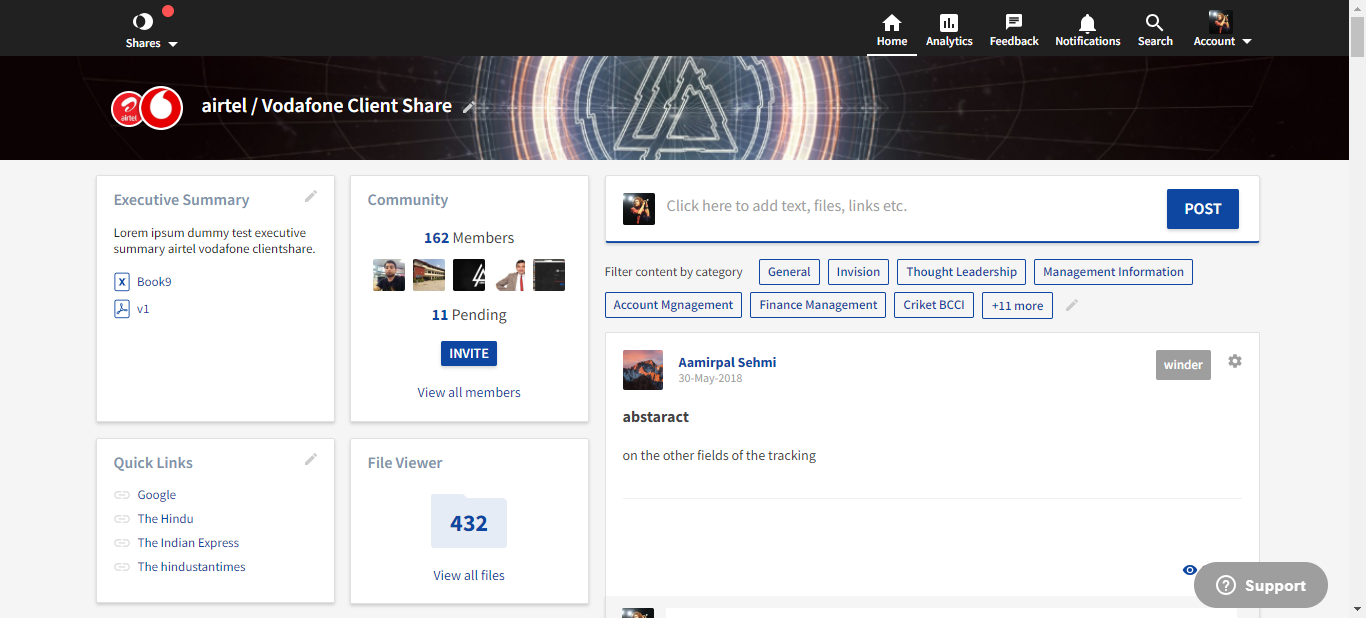 Shares
Home
Analytics
Feedback
Notifications
Search
Account
airtel
airtel / Vodafone Client Share
Executive Summary
Lorem ipsum dummy test executive
summary airtel vodafone clientshare.
X Book9
v1
Community
162 Members
11 Pending
INVITE
View all members
Quick Links
Google
The Hindu
The Indian Express
The hindustantimes
File Viewer
432
View all files
Click here to add text, files, links etc.
POST
Filter content by category
General
Invision
Thought Leadership
Management Information
Account Mgnagement
Finance Management
Criket BCCI
+11 more
Aamirpal Sehmi
30-May-2018
winder
abstaract
on the other fields of the tracking
? Support